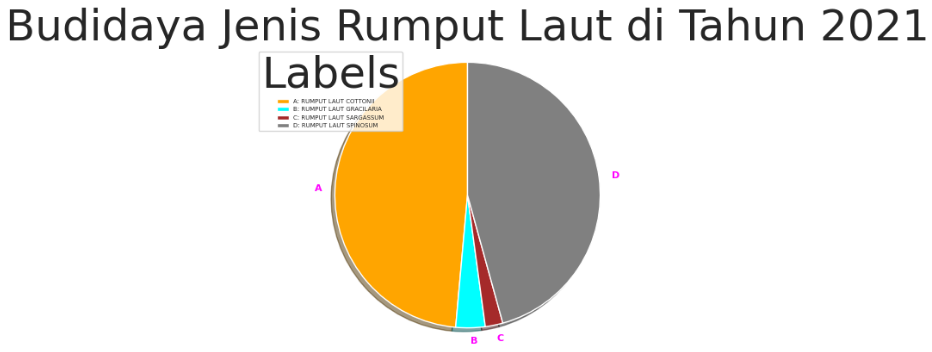 Budidaya Jenis Rumput Laut di Tahun 2021
Labels
A: RUMPUT LAUT COTTONII
B: RUMPUT LAUT GRACILARIA
C: RUMPUT LAUT SARGASSUM
D: RUMPUT LAUT SPINOSUM
A
D
B
C